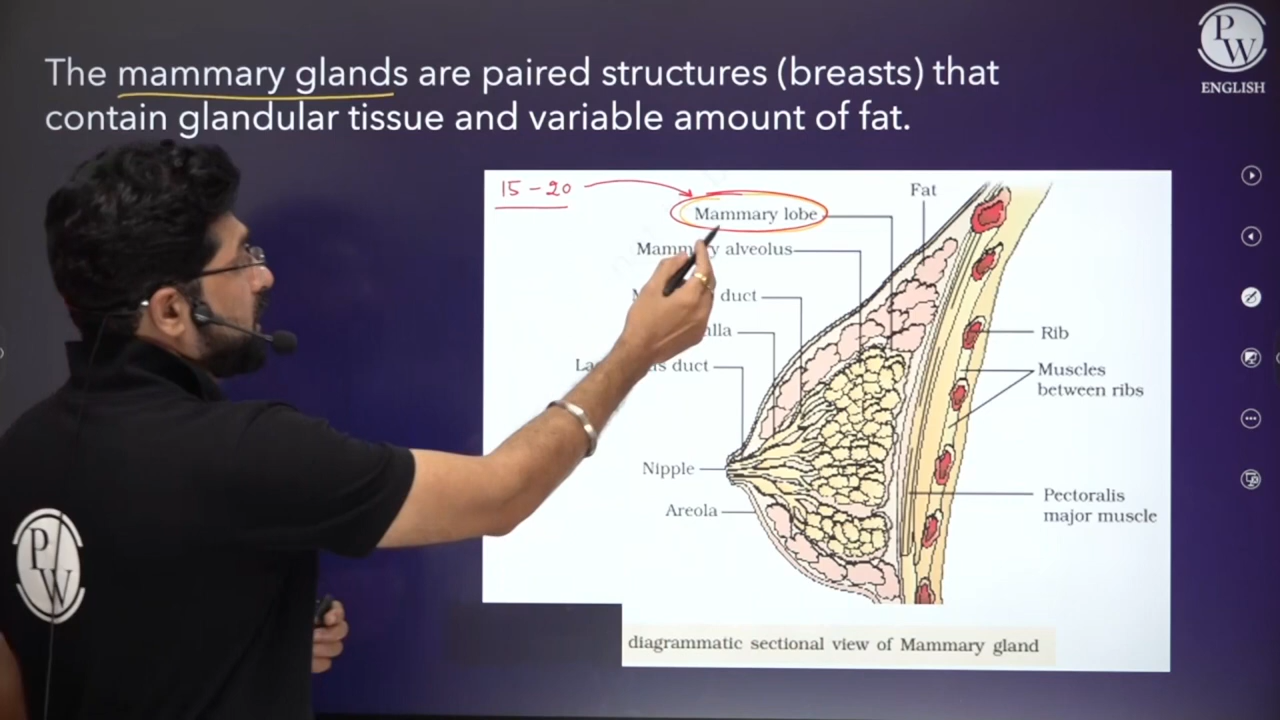 The mammary glands are paired structures (breasts) that
contain glandular tissue and variable amount of fat.
PW
ENGLISH
15 - 20
Mammary lobe
Fat
alveolus
duct
duct
Rib
Muscles
between ribs
Nipple
Areola
Pectoralis
major muscle
diagrammatic sectional view of Mammary gland
PW